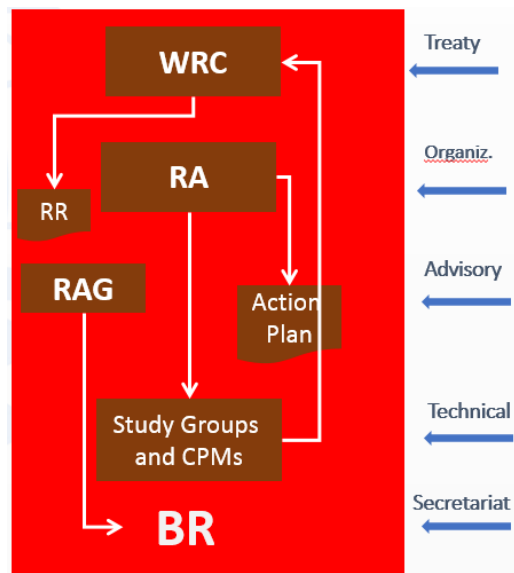 WRC
Treaty
RA
Organiz.
RR
RAG
Advisory
Action
Plan
Study Groups
and CPMs
Technical
BR
Secretariat